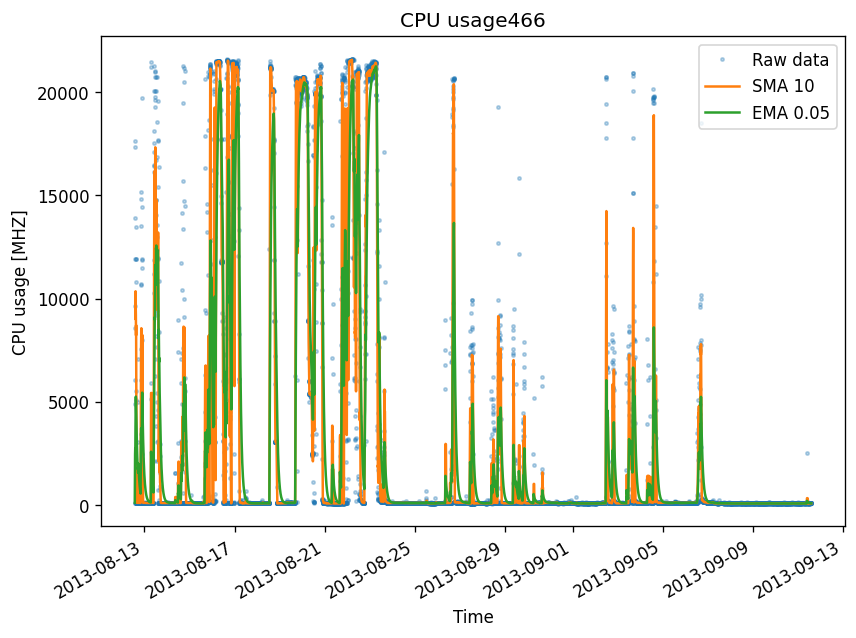 CPU usage466
Raw data
SMA 10
EMA 0.05
CPU usage [MHZ]
20000
15000
10000
5000
0
2013-08-13
2013-08-17
2013-08-21
2013-08-25
2013-08-29
2013-09-01
2013-09-05
2013-09-09
2013-09-13
Time